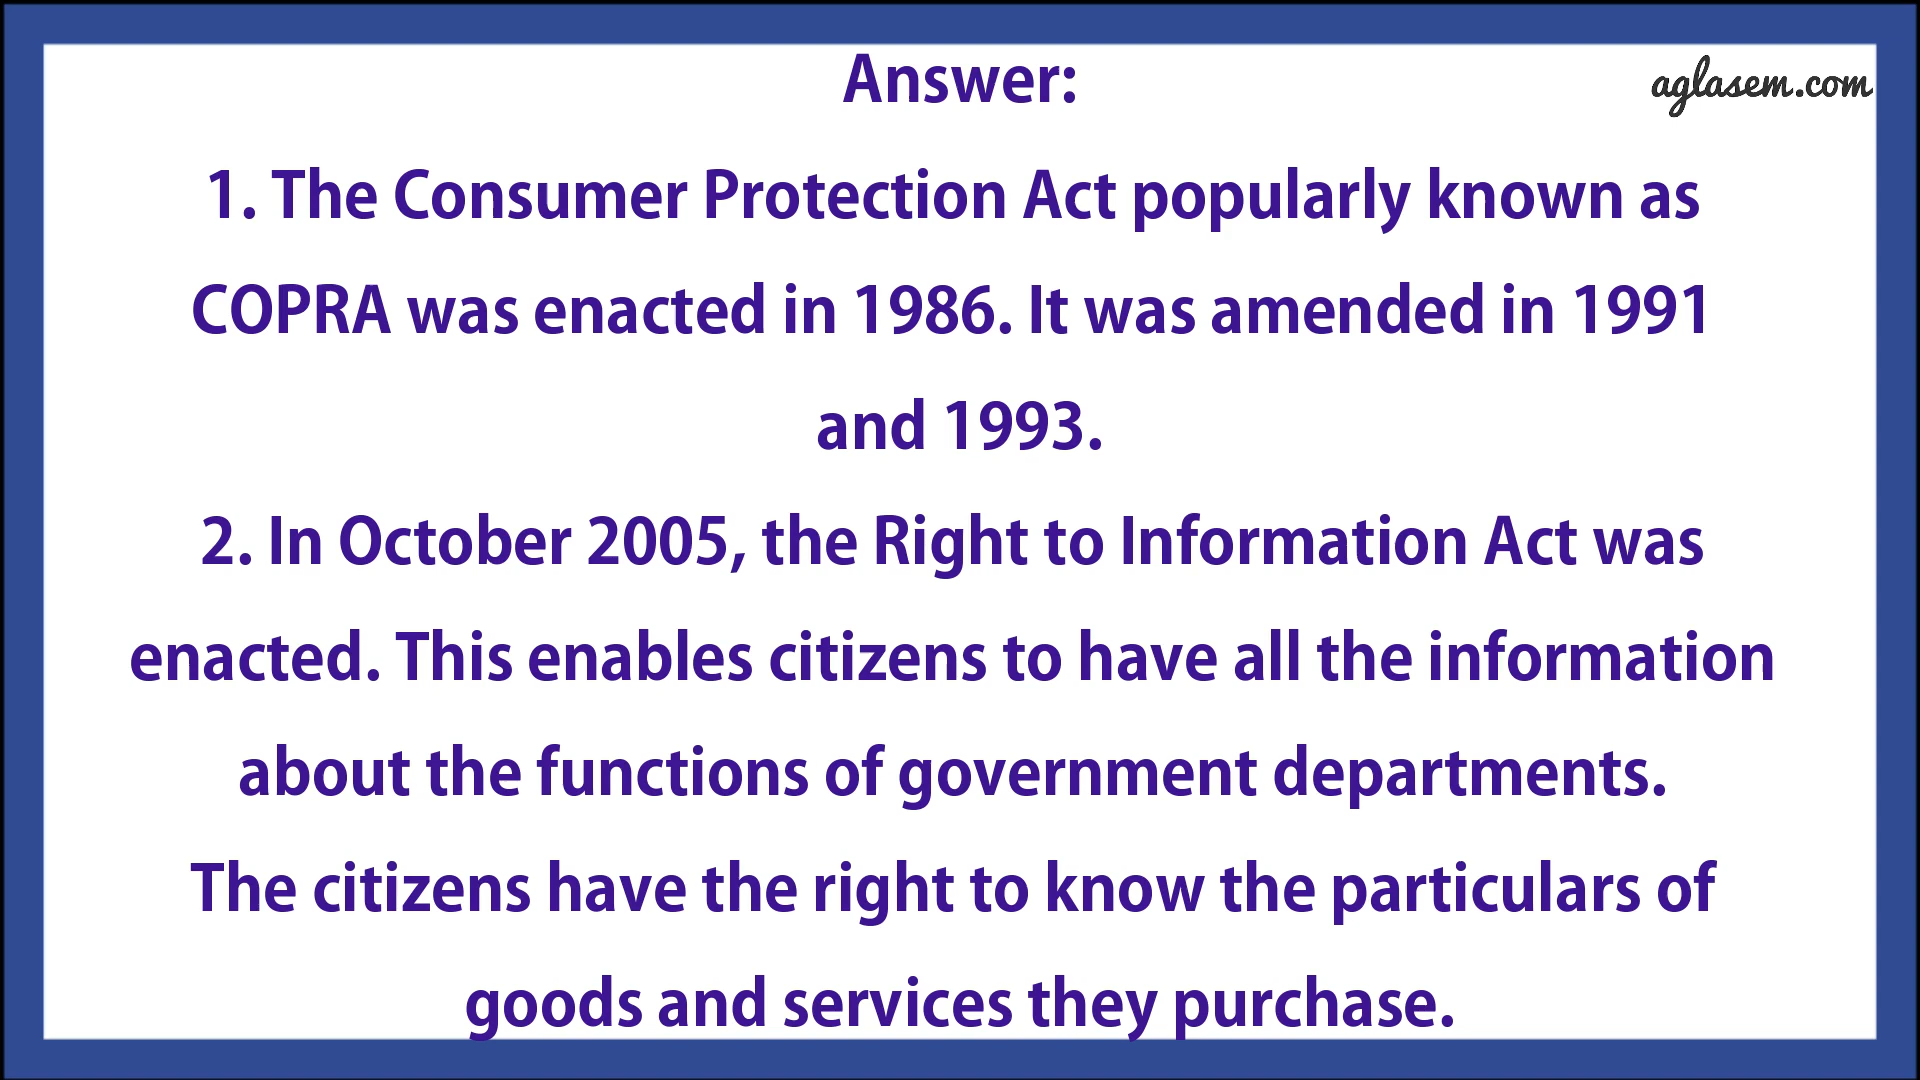 Answer:
aglasem.com
1. The Consumer Protection Act popularly known as
COPRA was enacted in 1986. It was amended in 1991
and 1993.
2. In October 2005, the Right to Information Act was
enacted. This enables citizens to have all the information
about the functions of government departments.
The citizens have the right to know the particulars of
goods and services they purchase.